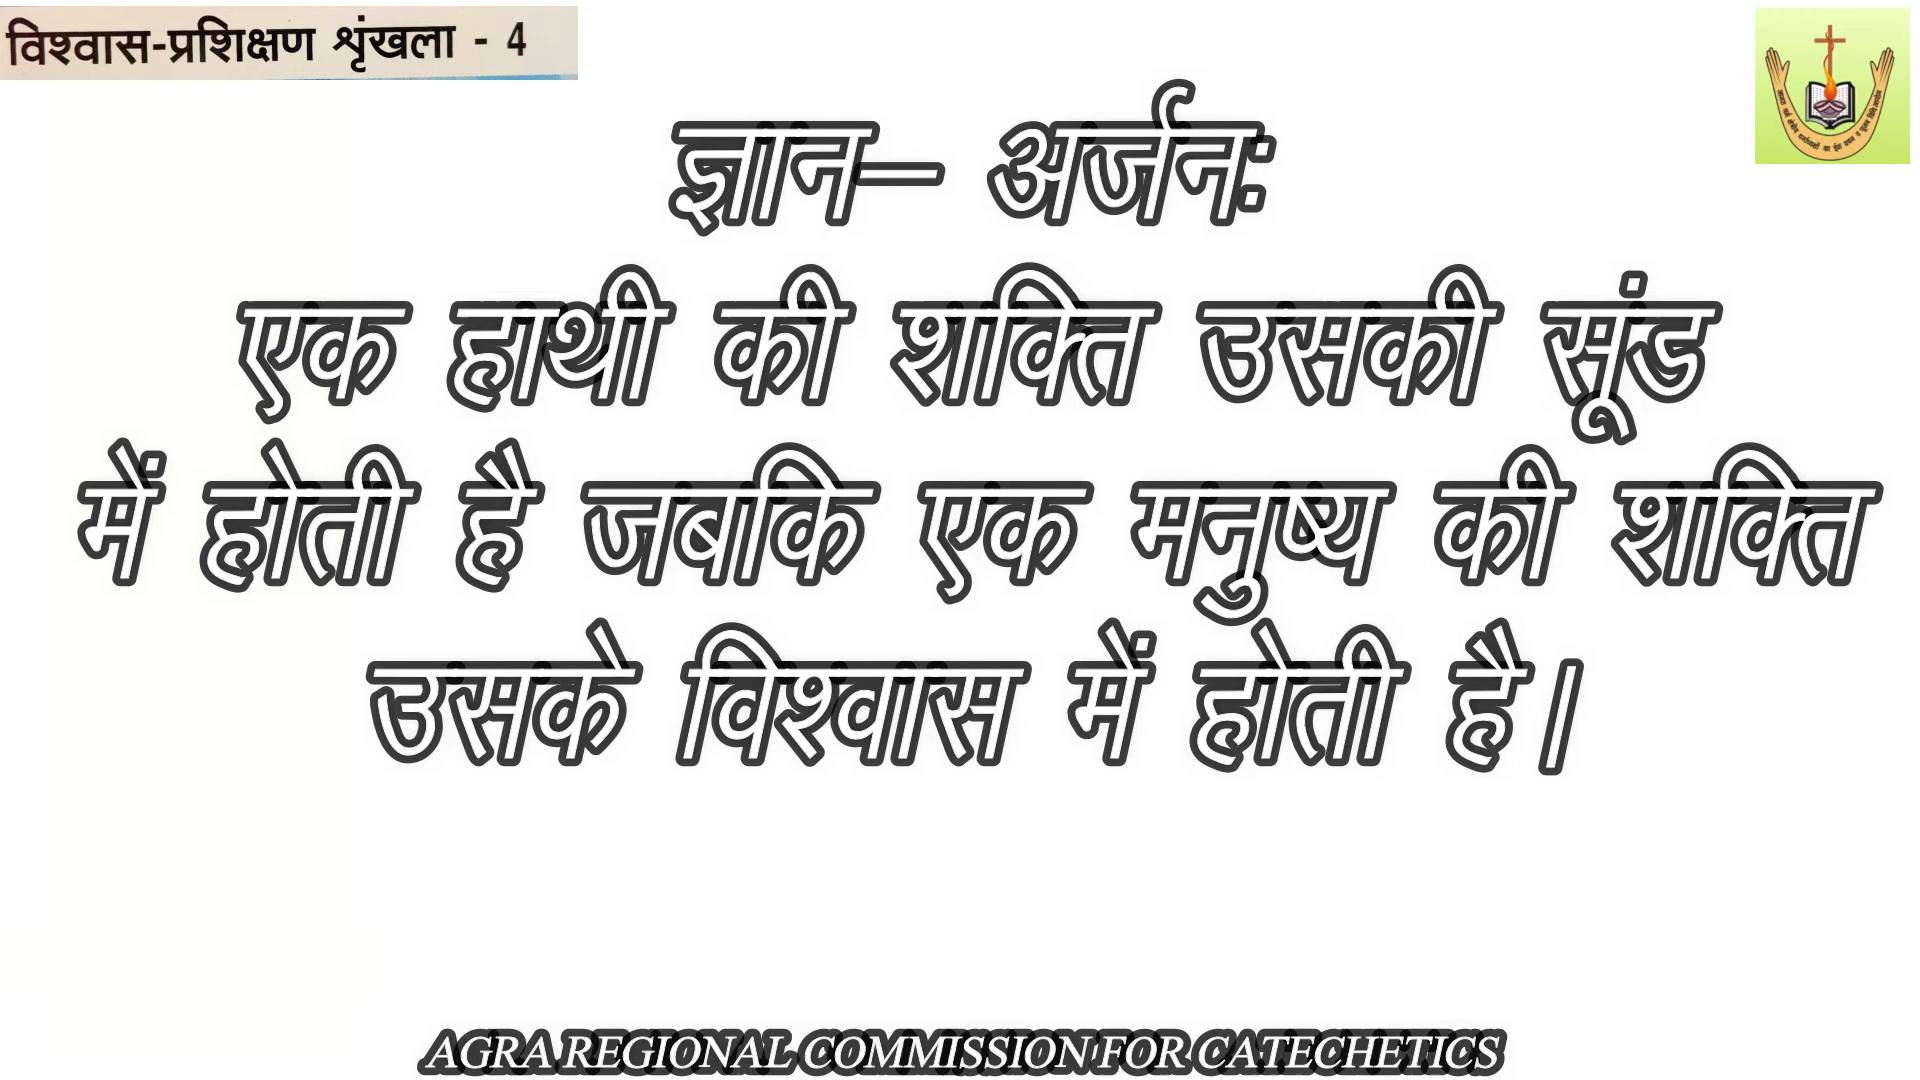 विश्वास-प्रशिक्षण शृंखला - 4
ज्ञान– अर्जन:
एक हाथी की शक्ति उसकी सूंड
में होती है जबकि एक मनुष्य की शक्ति
उसके विश्वास में होती है।
AGRA REGIONAL COMMISSION FOR CATECHETICS